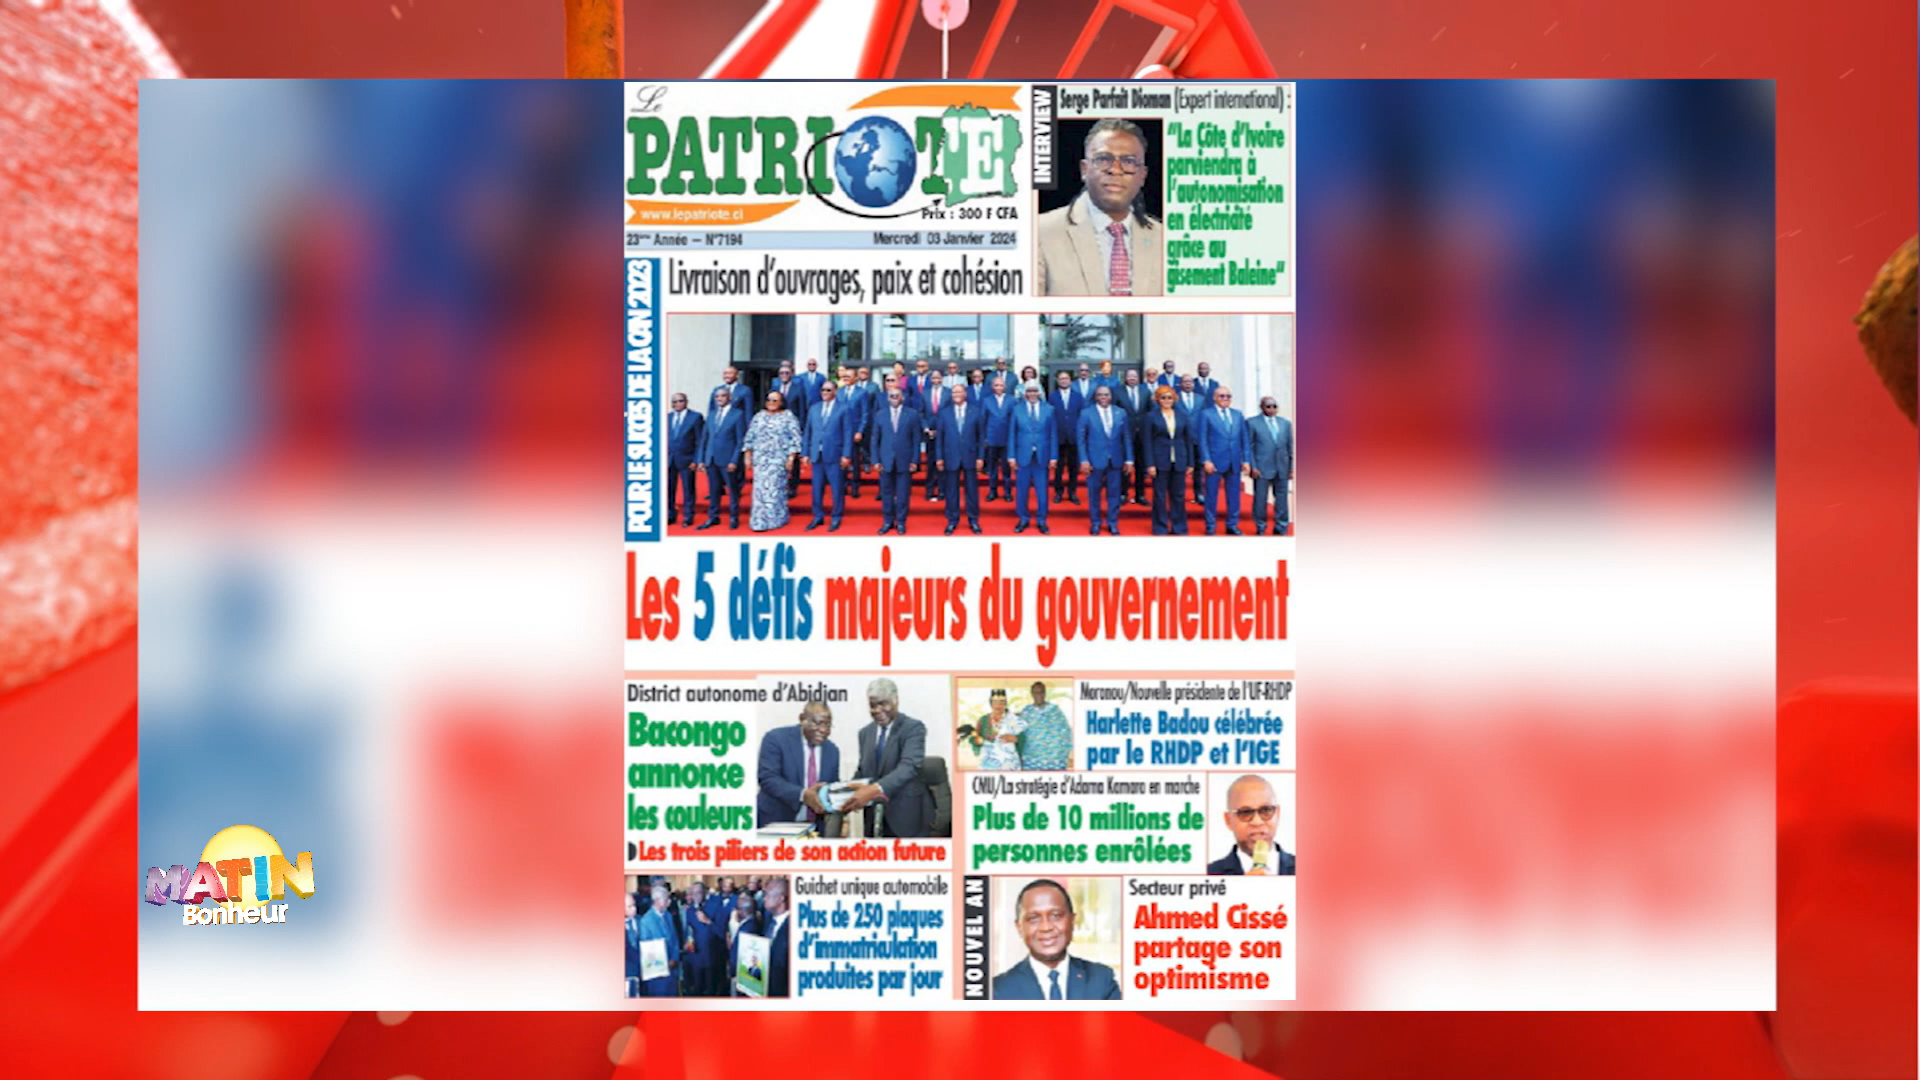 Le
PATRIOTE
www.lepatriote.ci
Prix : 300 F CFA
23ème Année – N°7194
Mercredi 03 Janvier 2024
INTERVIEW
Serge Parfait Dioman (Expert international) :
“La Côte d’Ivoire
parviendra à
l’autonomisation
en électricité
grâce au
gisement Baleine”
POUR LE SUCCÈS DE LA CAN 2023
Livraison d’ouvrages, paix et cohésion
Les 5 défis majeurs du gouvernement
District autonome d’Abidjan
Bacongo
annonce
les couleurs
Les trois piliers de son action future
Moronou/Nouvelle présidente de l’UF-RHDP
Harlette Badou célébrée
par le RHDP et l’IGE
CNU/La stratégie d’Adama Kamara en marche
Plus de 10 millions de
personnes enrôlées
Guichet unique automobile
Plus de 250 plaques
d’immatriculation
produites par jour
NOUVEL AN
Secteur privé
Ahmed Cissé
partage son
optimisme
MATIN
Bonheur